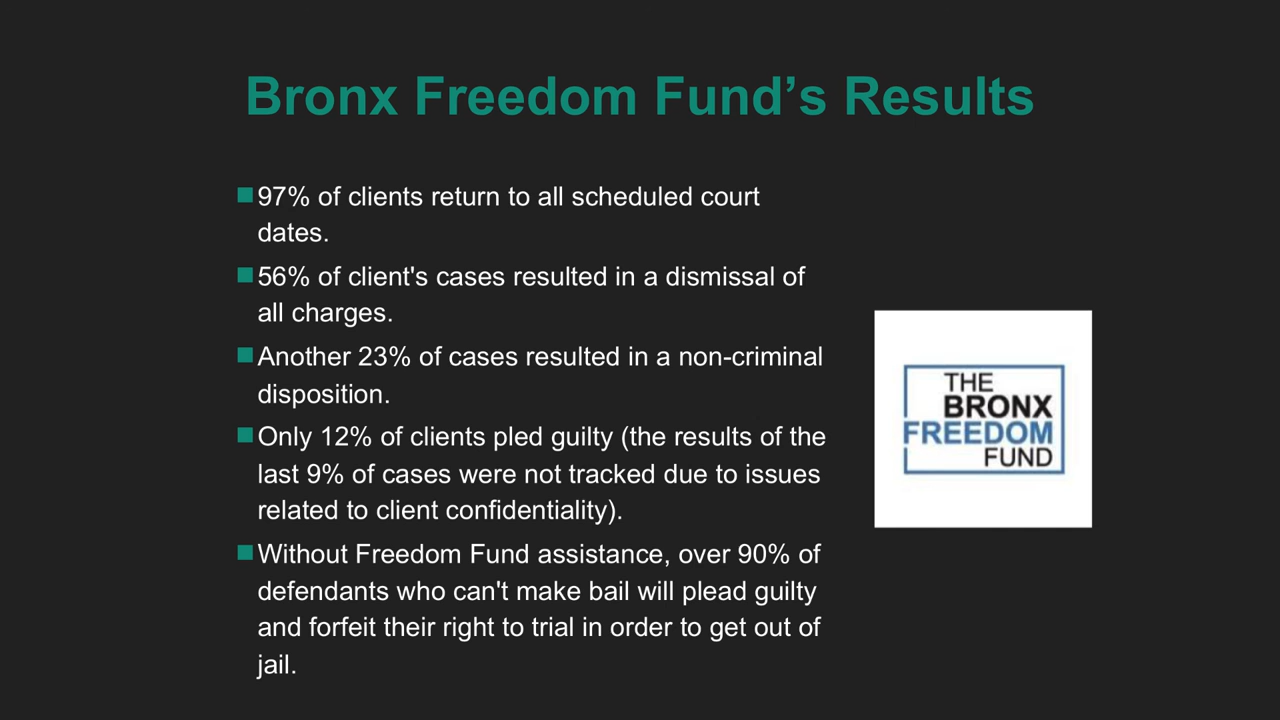 Bronx Freedom Fund’s Results
97% of clients return to all scheduled court
dates.
56% of client's cases resulted in a dismissal of
all charges.
Another 23% of cases resulted in a non-criminal
disposition.
Only 12% of clients pled guilty (the results of the
last 9% of cases were not tracked due to issues
related to client confidentiality).
Without Freedom Fund assistance, over 90% of
defendants who can't make bail will plead guilty
and forfeit their right to trial in order to get out of
jail.
THE
BRONX
FREEDOM
FUND